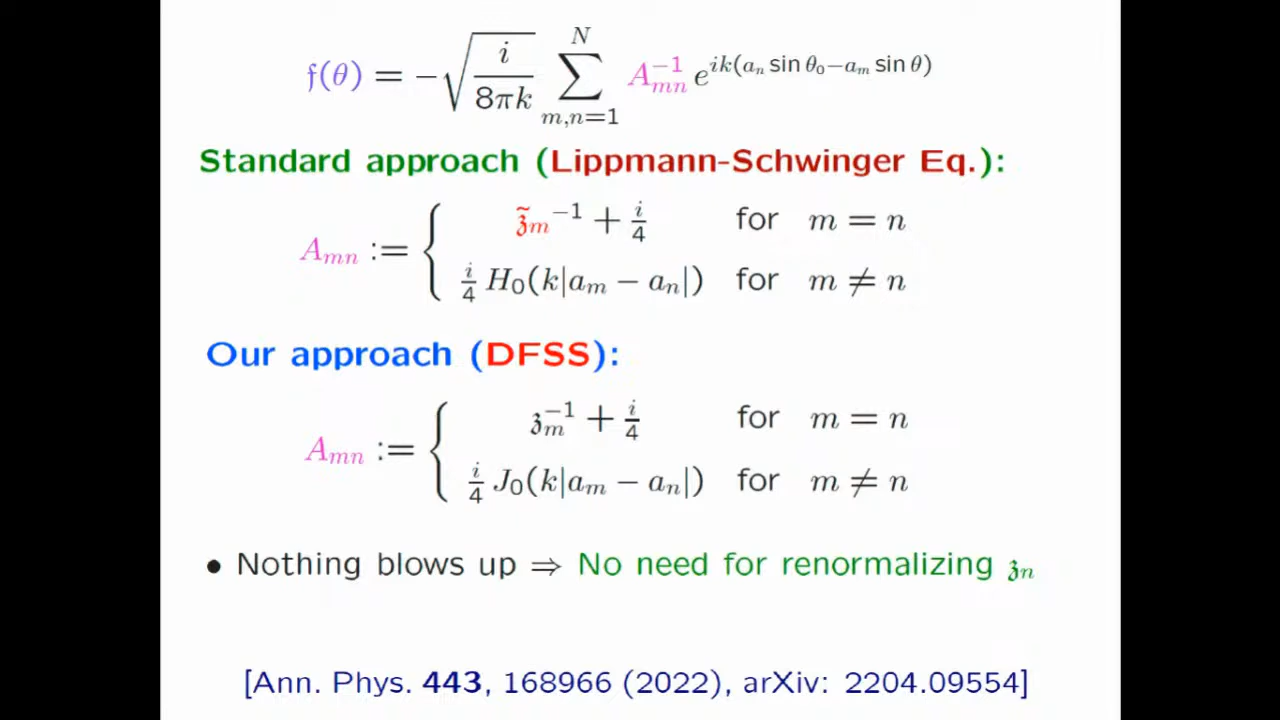 𝔣(θ) = −√(i/8πk) ∑_{m,n=1}^{N} A_{mn}^{−1} e^{ik(a_n sin θ_0 − a_m sin θ)}
Standard approach (Lippmann-Schwinger Eq.):
A_{mn} := { 𝔷̃_m^{−1} + i/4 for m = n
i/4 H_0(k|a_m − a_n|) for m ≠ n
Our approach (DFSS):
A_{mn} := { 𝔷_m^{−1} + i/4 for m = n
i/4 J_0(k|a_m − a_n|) for m ≠ n
• Nothing blows up ⇒ No need for renormalizing 𝔷_n
[Ann. Phys. 443, 168966 (2022), arXiv: 2204.09554]